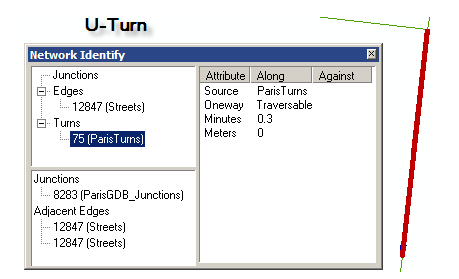 U-Turn
Network Identify
Junctions
Edges
12847 (Streets)
Turns
75 (ParisTurns)
Junctions
8283 (ParisGDB_Junctions)
Adjacent Edges
12847 (Streets)
12847 (Streets)
Attribute Along Against
Source ParisTurns
Oneway Traversable
Minutes 0.3
Meters 0